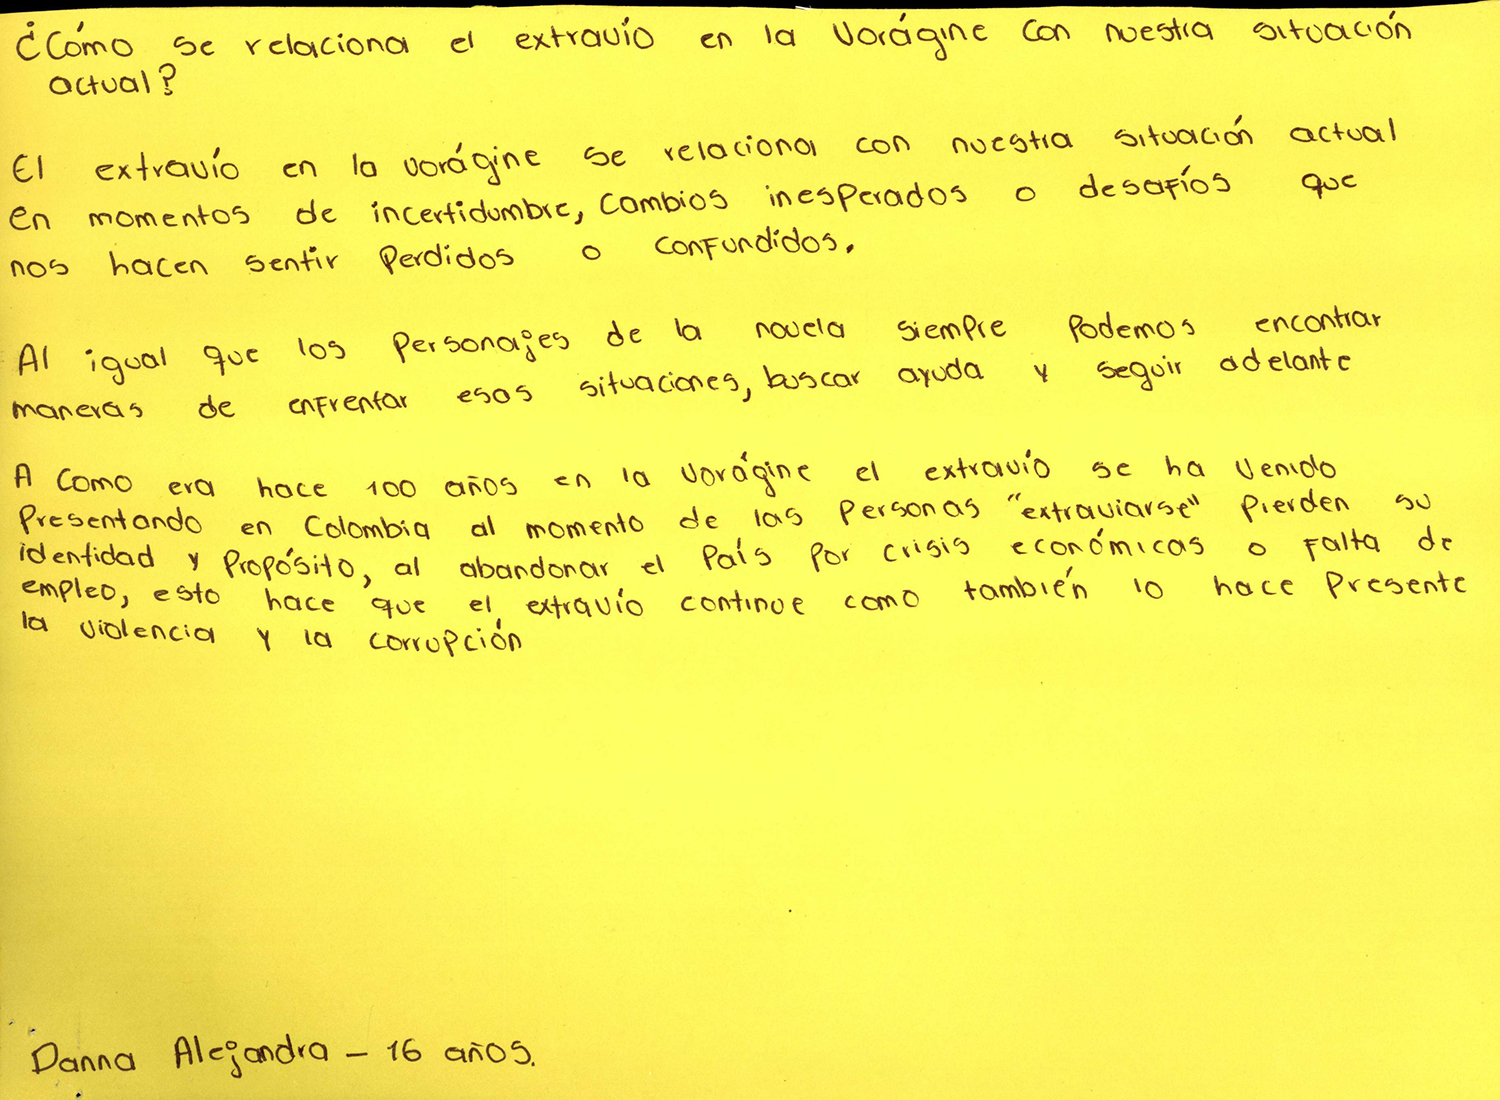 ¿Cómo se relaciona el extravío en la Vorágine con nuestra situación
actual?
El extravío en la vorágine se relaciona con nuestra situación actual
en momentos de incertidumbre, cambios inesperados o desafíos que
nos hacen sentir perdidos o confundidos.
Al igual que los personajes de la novela siempre podemos encontrar
maneras de enfrentar esas situaciones, buscar ayuda y seguir adelante
A como era hace 100 años en la vorágine el extravío se ha venido
presentando en Colombia al momento de las personas "extraviarse" pierden su
identidad y propósito, al abandonar el país por crisis económicas o falta de
empleo, esto hace que el extravío continue como también lo hace presente
la violencia y la corrupción
Danna Alejandra - 16 años.